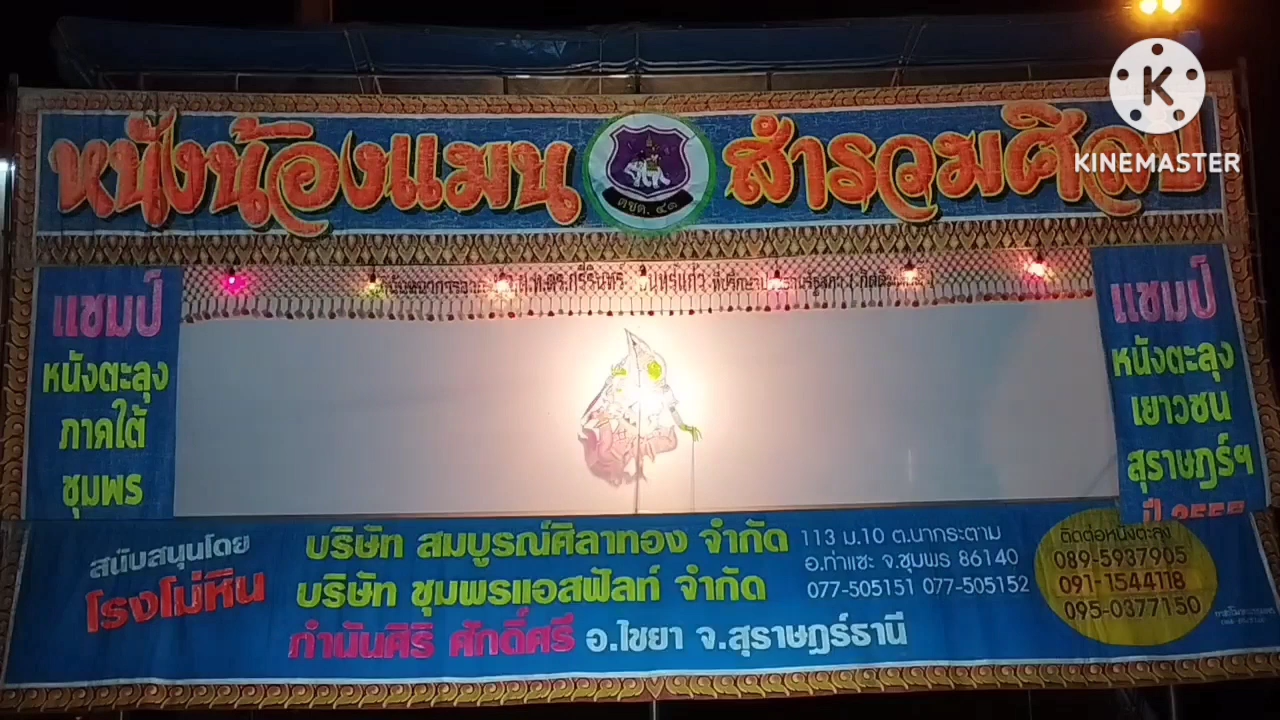 หนังน้องแมน
สำรวมศิลป์
ตชด. ๔๓
KINEMASTER
แชมป์
หนังตะลุง
ภาคใต้
ชุมพร
แชมป์
หนังตะลุง
เยาวชน
สุราษฎร์ฯ
ปี 2555
สนับสนุนโดย
โรงโม่หิน
บริษัท สมบูรณ์ศิลาทอง จำกัด
บริษัท ชุมพรแอสฟัลท์ จำกัด
กำนันศิริ ศักดิ์ศรี อ.ไชยา จ.สุราษฎร์ธานี
113 ม.10 ต.นากระตาม
อ.ท่าแซะ จ.ชุมพร 86140
077-505151 077-505152
ติดต่อหนังตะลุง
089-5937905
091-1544118
095-0377150